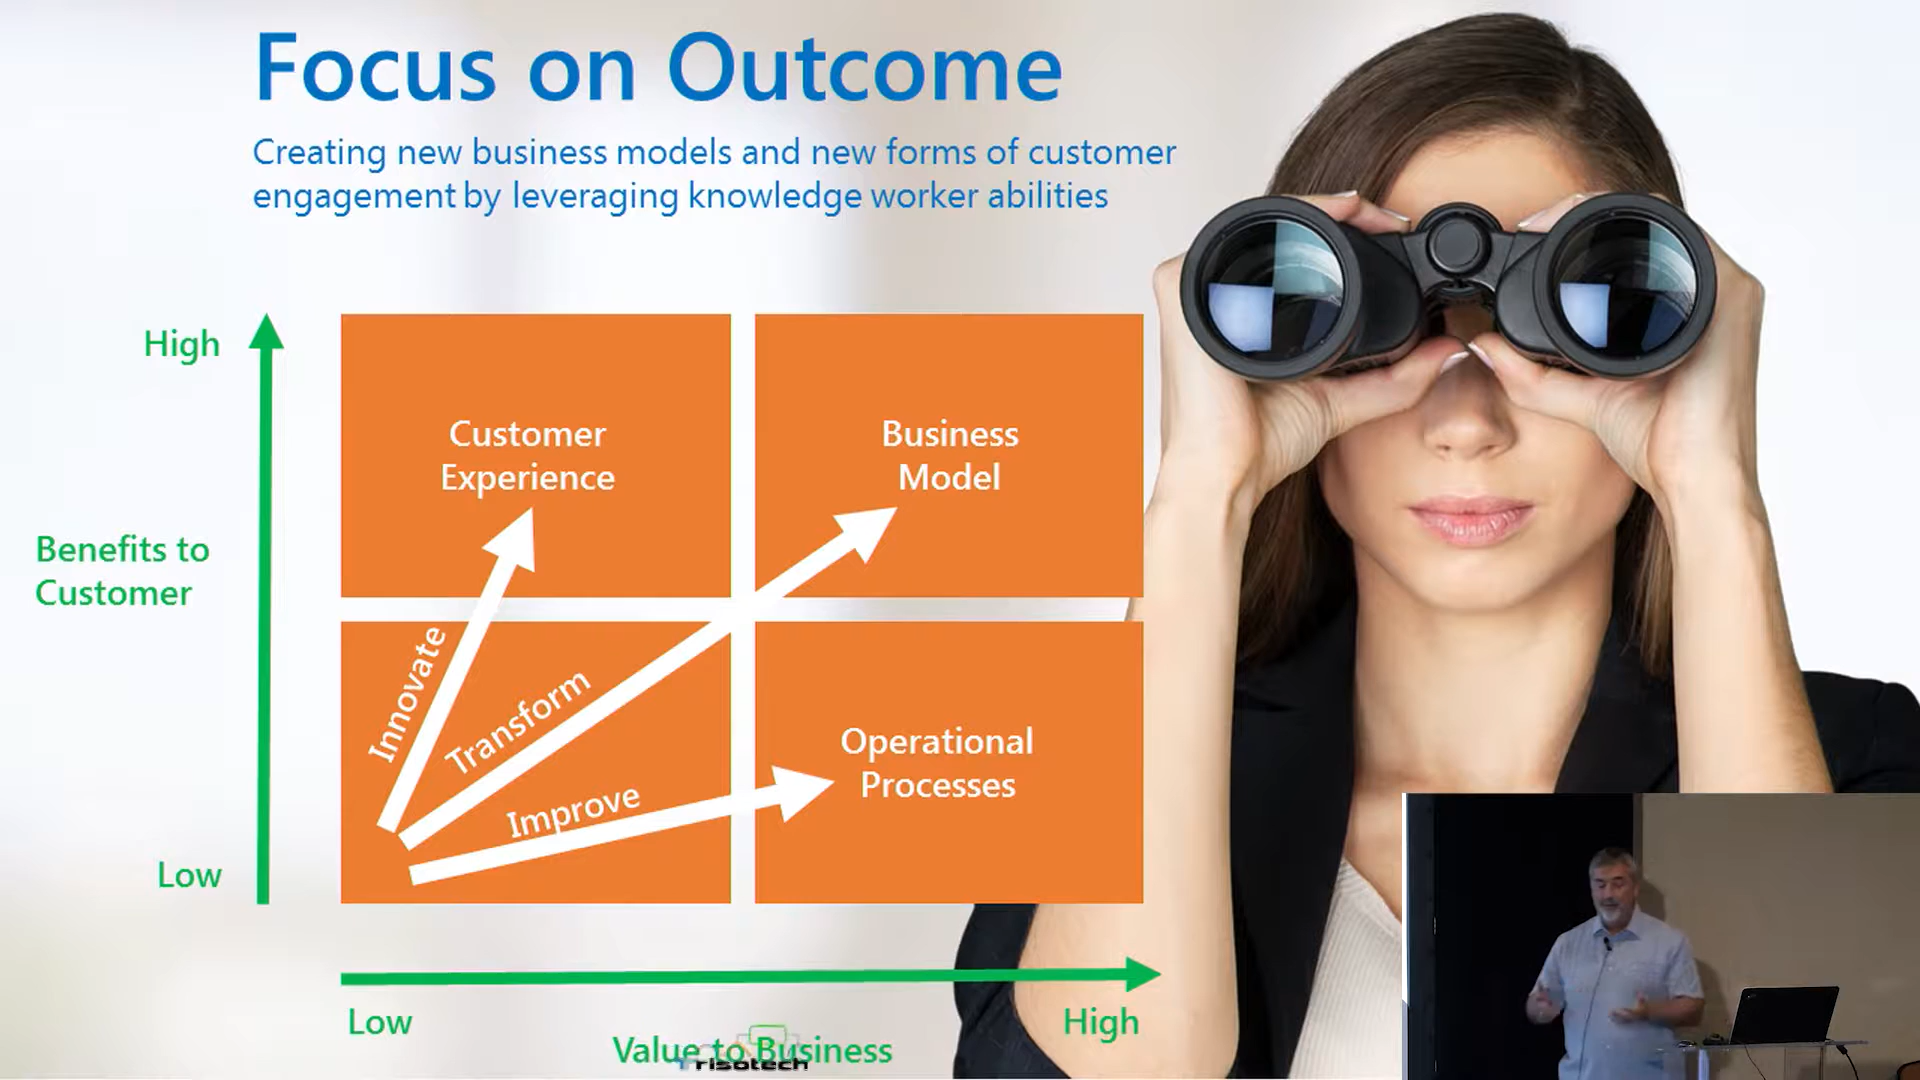 Focus on Outcome
Creating new business models and new forms of customer
engagement by leveraging knowledge worker abilities
High
Benefits to
Customer
Low
Customer
Experience
Business
Model
Innovate
Transform
Improve
Operational
Processes
Low
High
Value to Business
Trisotech